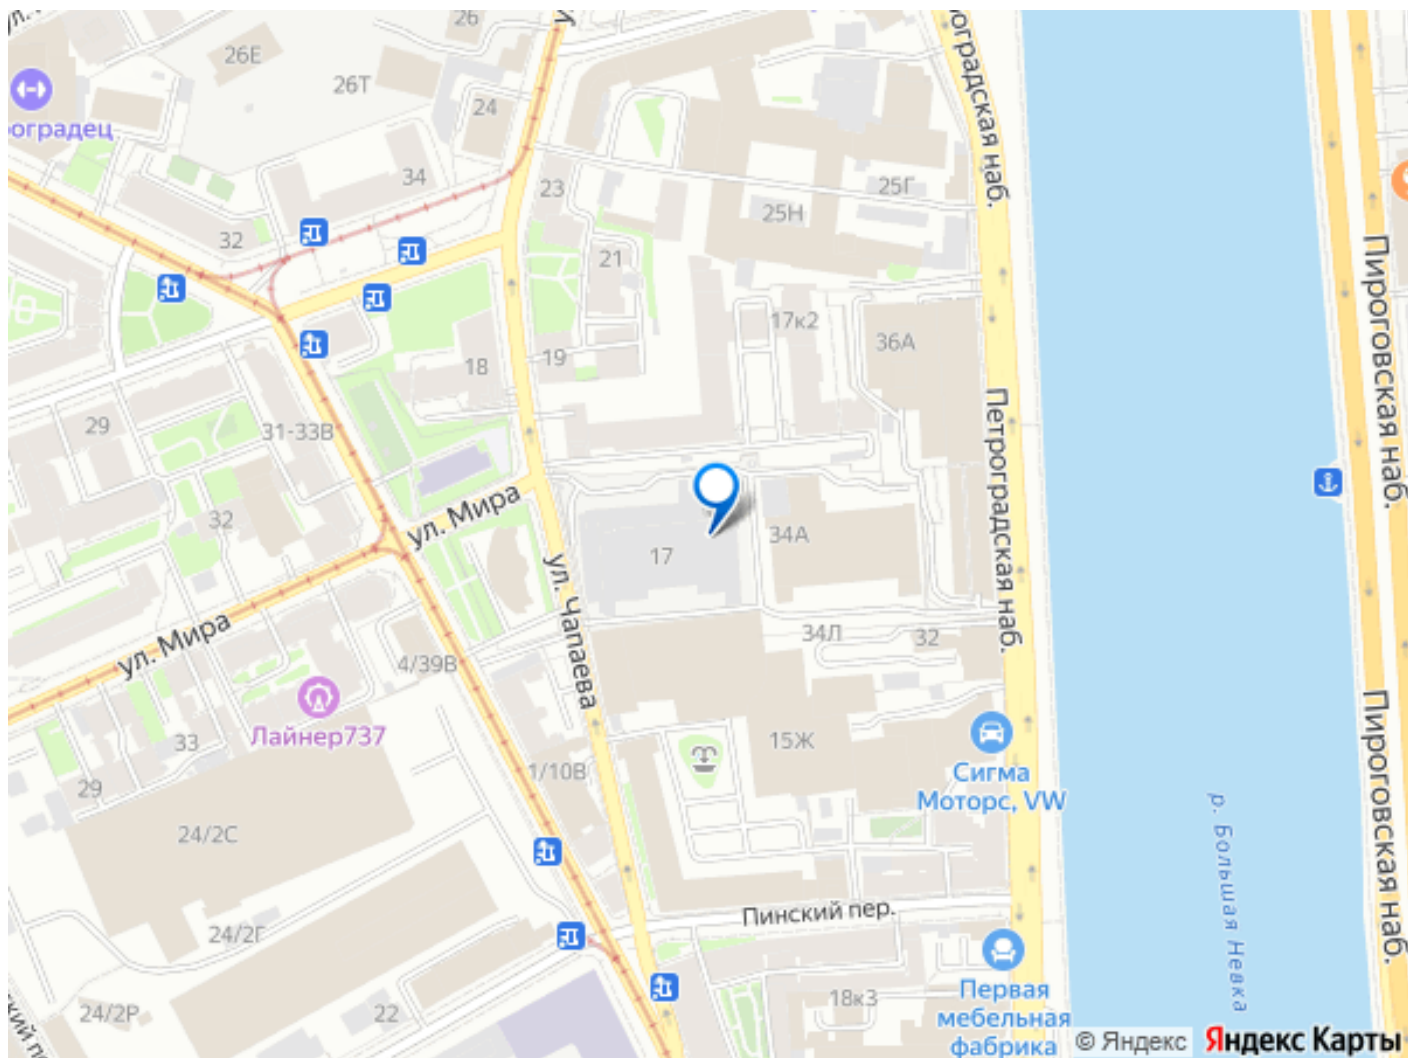 26
26Е
26Т
24
роградец
34
23
25Г
25Н
32
21
17к2
36А
19
18
29
31-33В
32
ул. Мира
17
34А
ул. Чапаева
ул. Мира
34Л
32
4/39В
Лайнер737
33
29
15Ж
1/10В
Сигма
Моторс, VW
24/2С
Пинский пер.
24/2Г
24/2Р
22
18к3
Первая
мебельная
фабрика
Петроградская наб.
Петроградская наб.
Пироговская наб.
Пироговская наб.
р. Большая Невка
© Яндекс Яндекс Карты